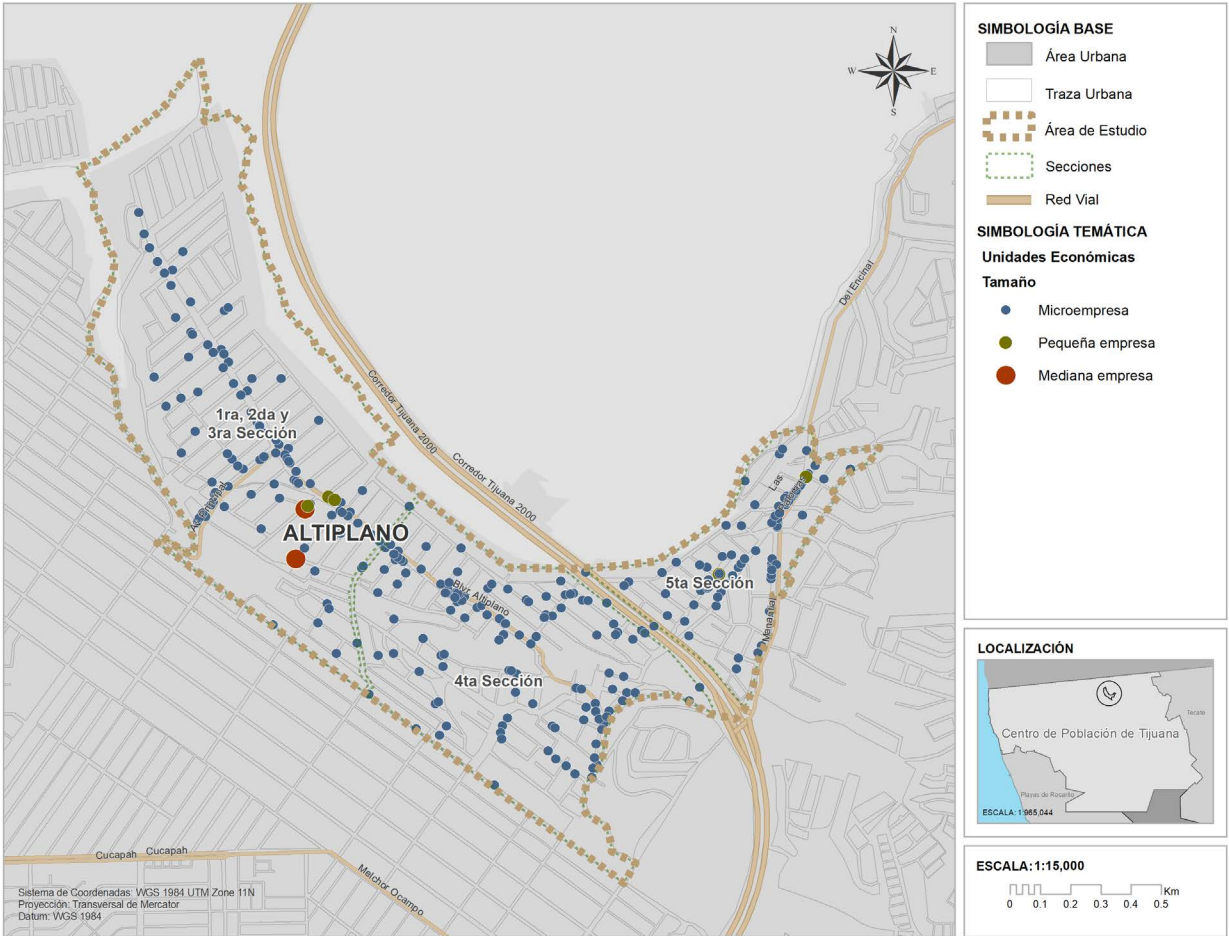 N
W
E
S
Corredor Tijuana 2000
Corredor Tijuana 2000
Del Encinal
1ra, 2da y
3ra Sección
Las
ALTIPLANO
5ta Sección
Blvr. Altiplano
Manantial
4ta Sección
Cucapah
Cucapah
Melchor Ocampo
Sistema de Coordenadas: WGS 1984 UTM Zone 11N
Proyección: Transversal de Mercator
Datum: WGS 1984
SIMBOLOGÍA BASE
Área Urbana
Traza Urbana
Área de Estudio
Secciones
Red Vial
SIMBOLOGÍA TEMÁTICA
Unidades Económicas
Tamaño
Microempresa
Pequeña empresa
Mediana empresa
LOCALIZACIÓN
Tecate
Centro de Población de Tijuana
Playas de Rosarito
ESCALA: 1:965,044
ESCALA: 1:15,000
Km
0 0.1 0.2 0.3 0.4 0.5